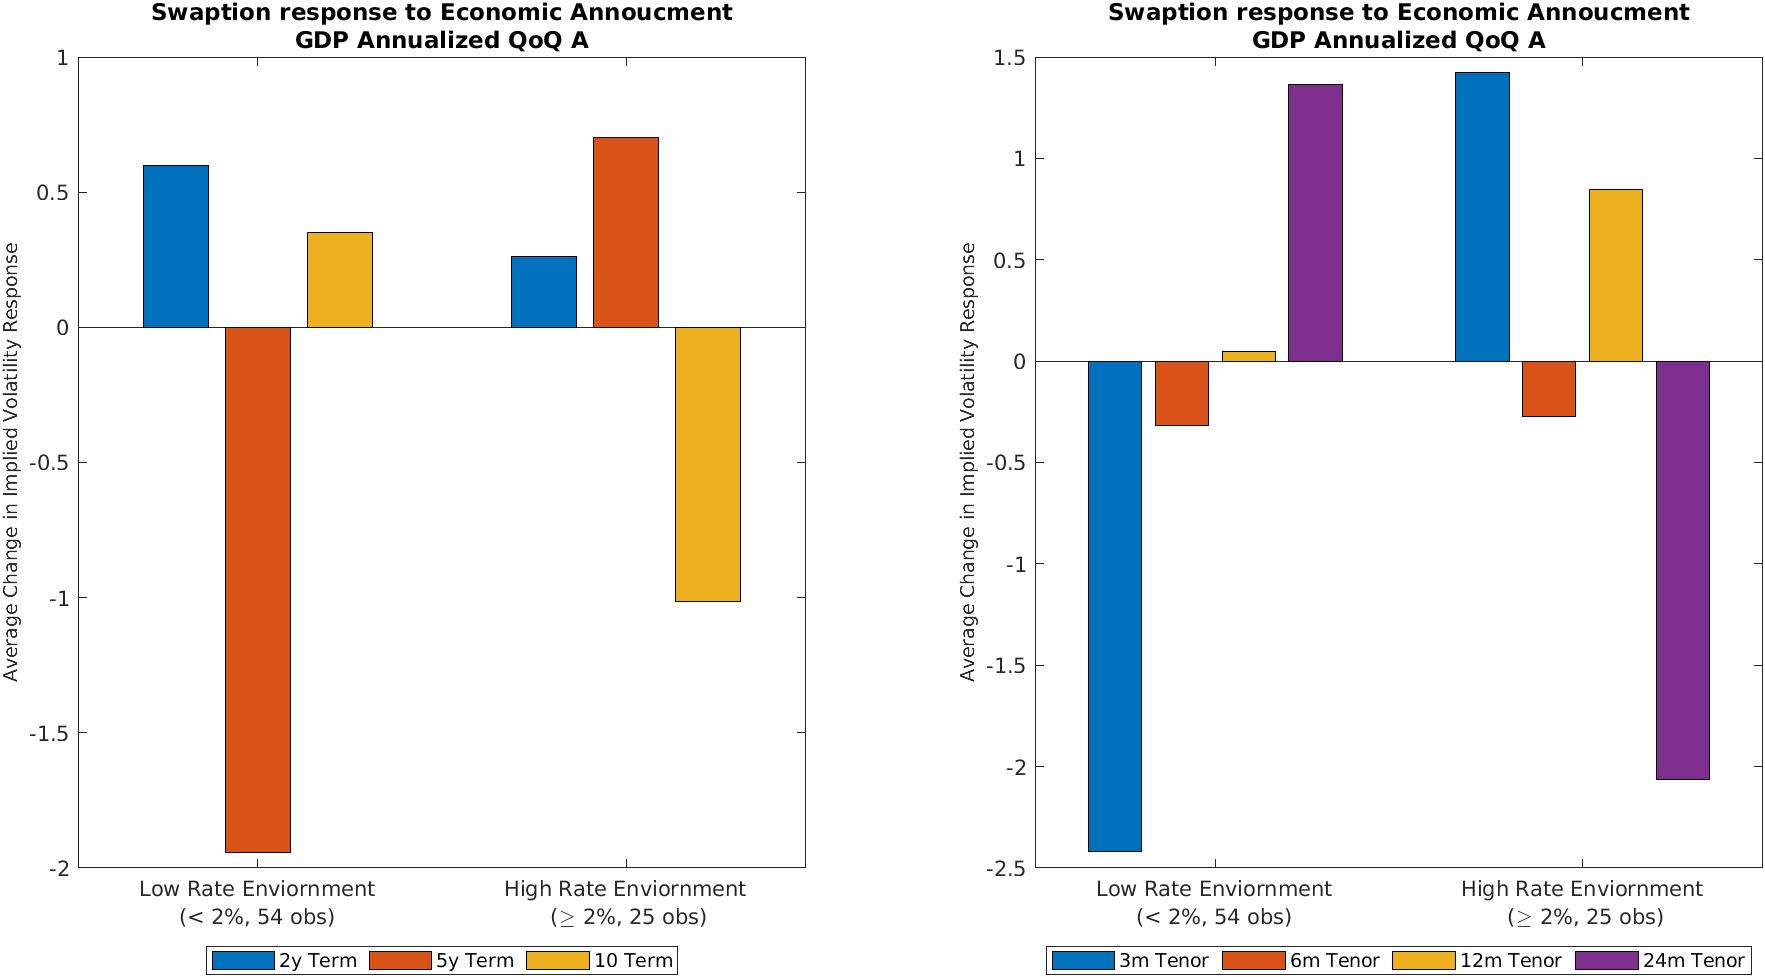 Swaption response to Economic Annoucment
GDP Annualized QoQ A
1
0.5
0
-0.5
-1
-1.5
-2
Average Change in Implied Volatility Response
Low Rate Enviornment
(< 2%, 54 obs)
High Rate Enviornment
(≥ 2%, 25 obs)
2y Term
5y Term
10 Term
Swaption response to Economic Annoucment
GDP Annualized QoQ A
1.5
1
0.5
0
-0.5
-1
-1.5
-2
-2.5
Average Change in Implied Volatility Response
Low Rate Enviornment
(< 2%, 54 obs)
High Rate Enviornment
(≥ 2%, 25 obs)
3m Tenor
6m Tenor
12m Tenor
24m Tenor